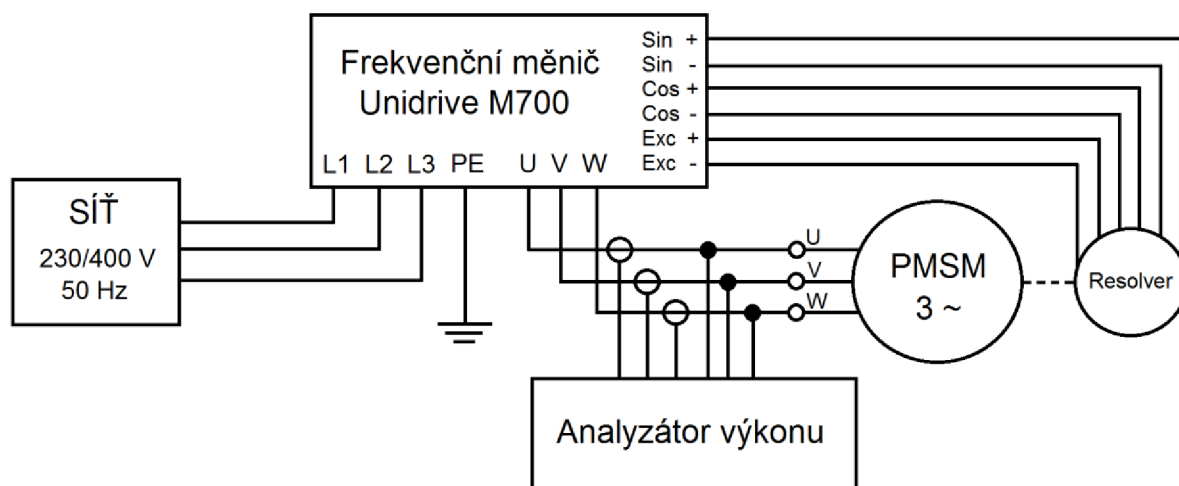 Frekvenční měnič
Unidrive M700
Sin +
Sin -
Cos +
Cos -
Exc +
Exc -
L1 L2 L3 PE U V W
SÍŤ
230/400 V
50 Hz
U
V
W
PMSM
3 ~
Resolver
Analyzátor výkonu